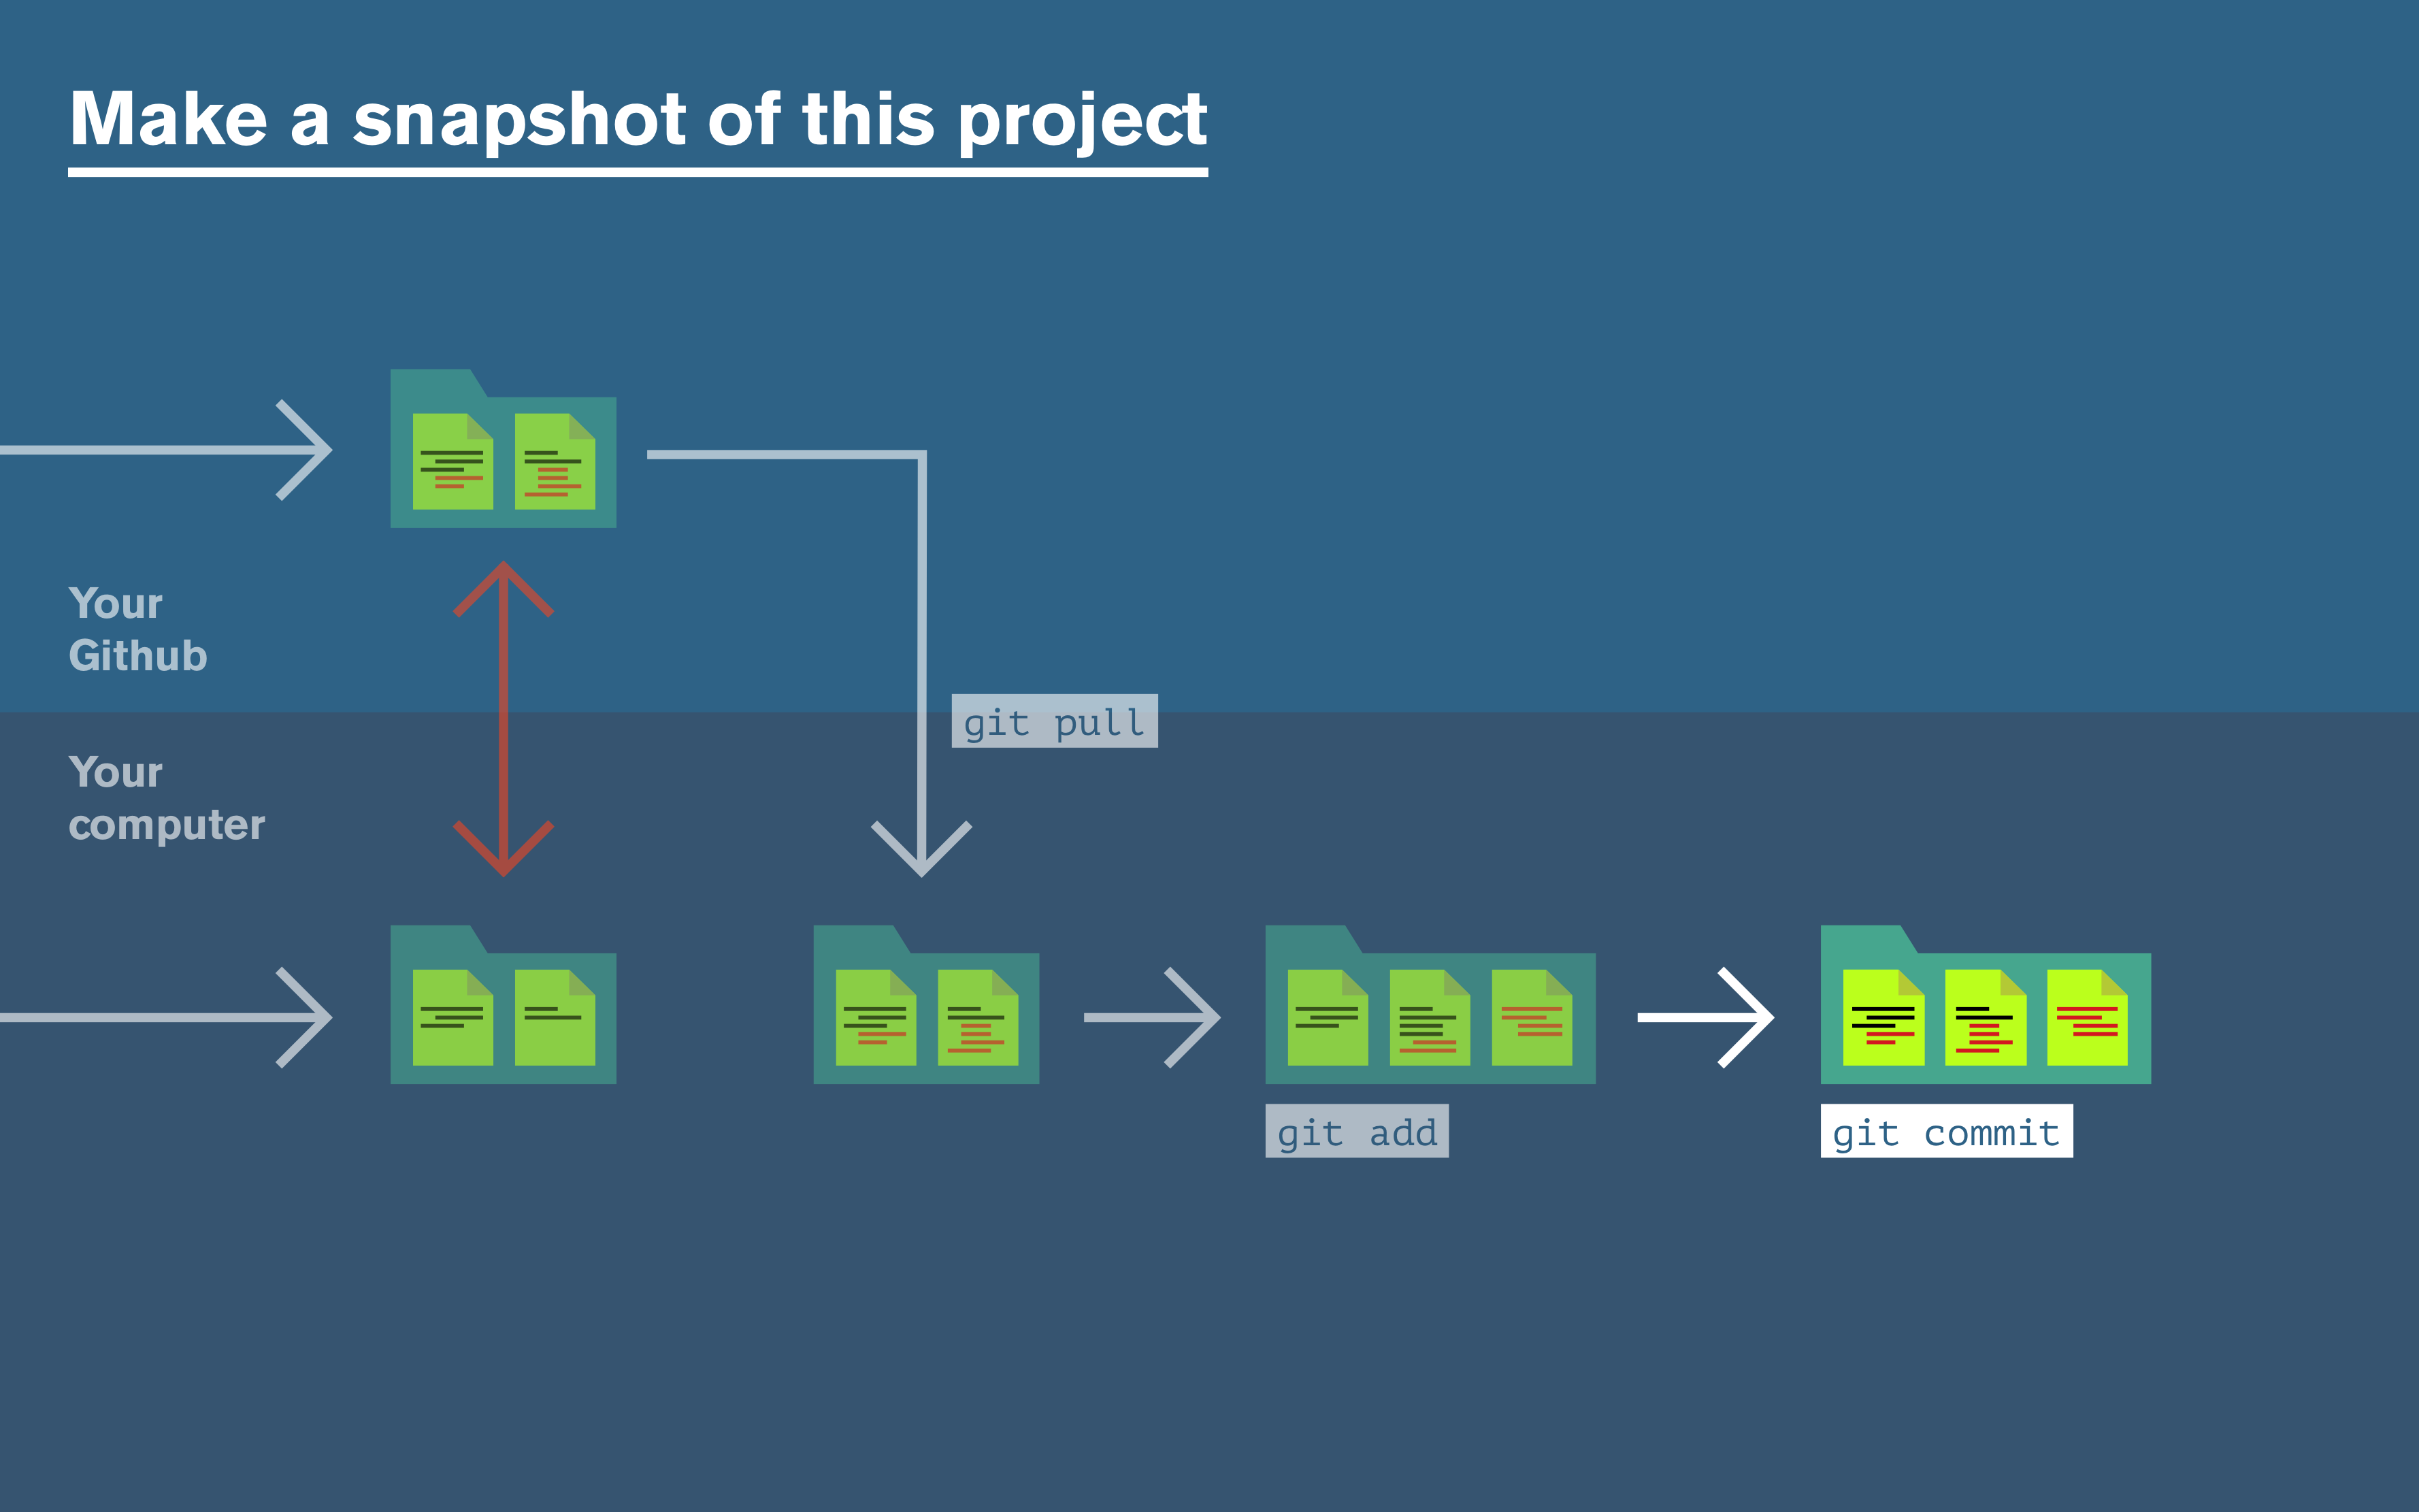 Make a snapshot of this project
Your
Github
git pull
Your
computer
git add
git commit